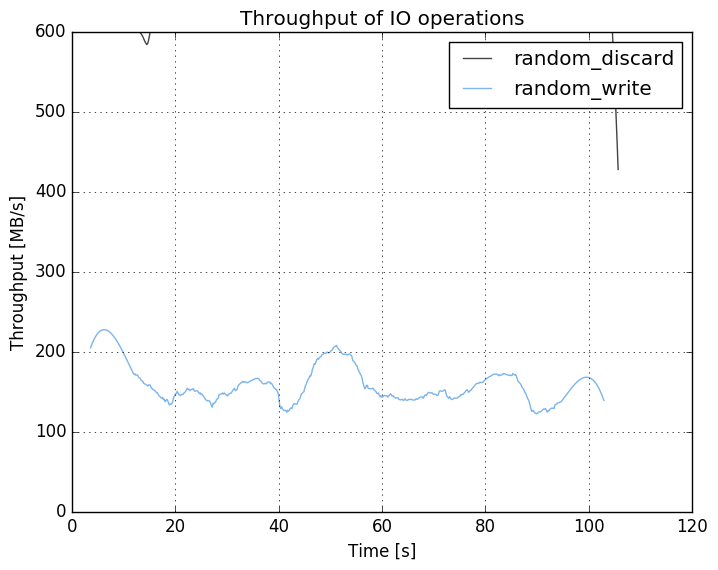 Throughput of IO operations
random_discard
random_write
Throughput [MB/s]
600
500
400
300
200
100
0
0 20 40 60 80 100 120
Time [s]